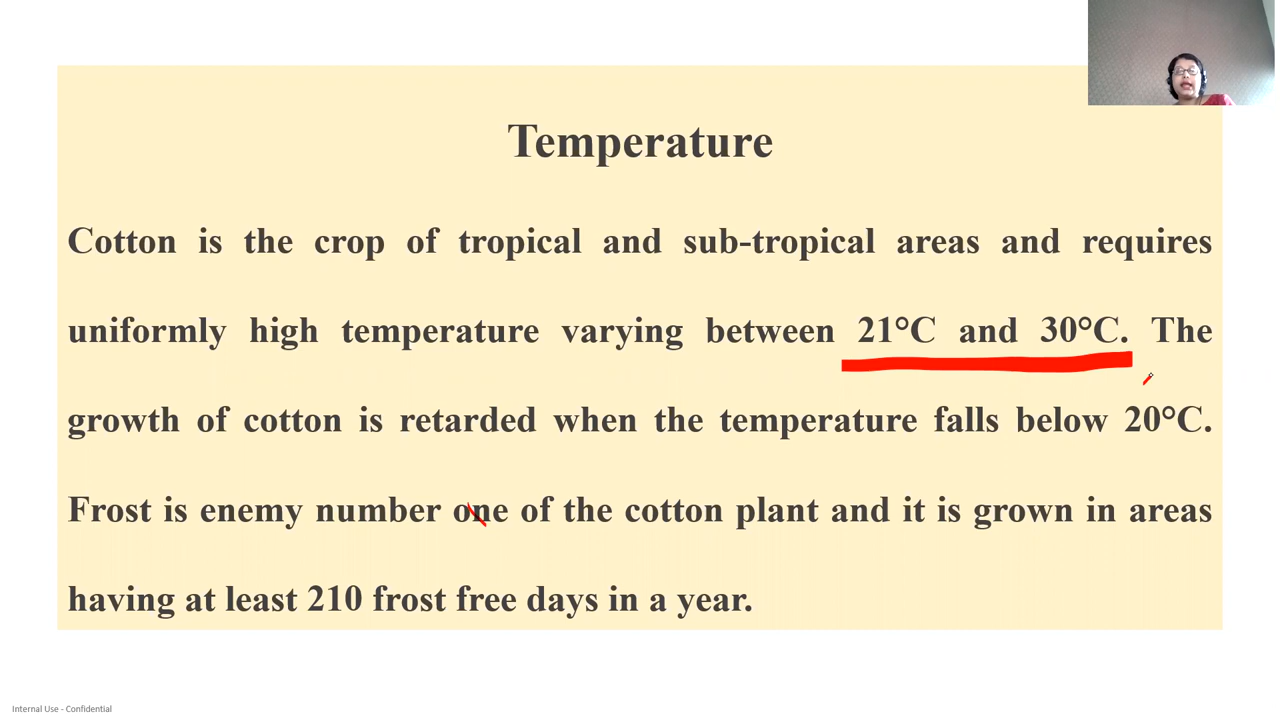 Temperature
Cotton is the crop of tropical and sub-tropical areas and requires
uniformly high temperature varying between 21°C and 30°C. The
growth of cotton is retarded when the temperature falls below 20°C.
Frost is enemy number one of the cotton plant and it is grown in areas
having at least 210 frost free days in a year.
Internal Use - Confidential